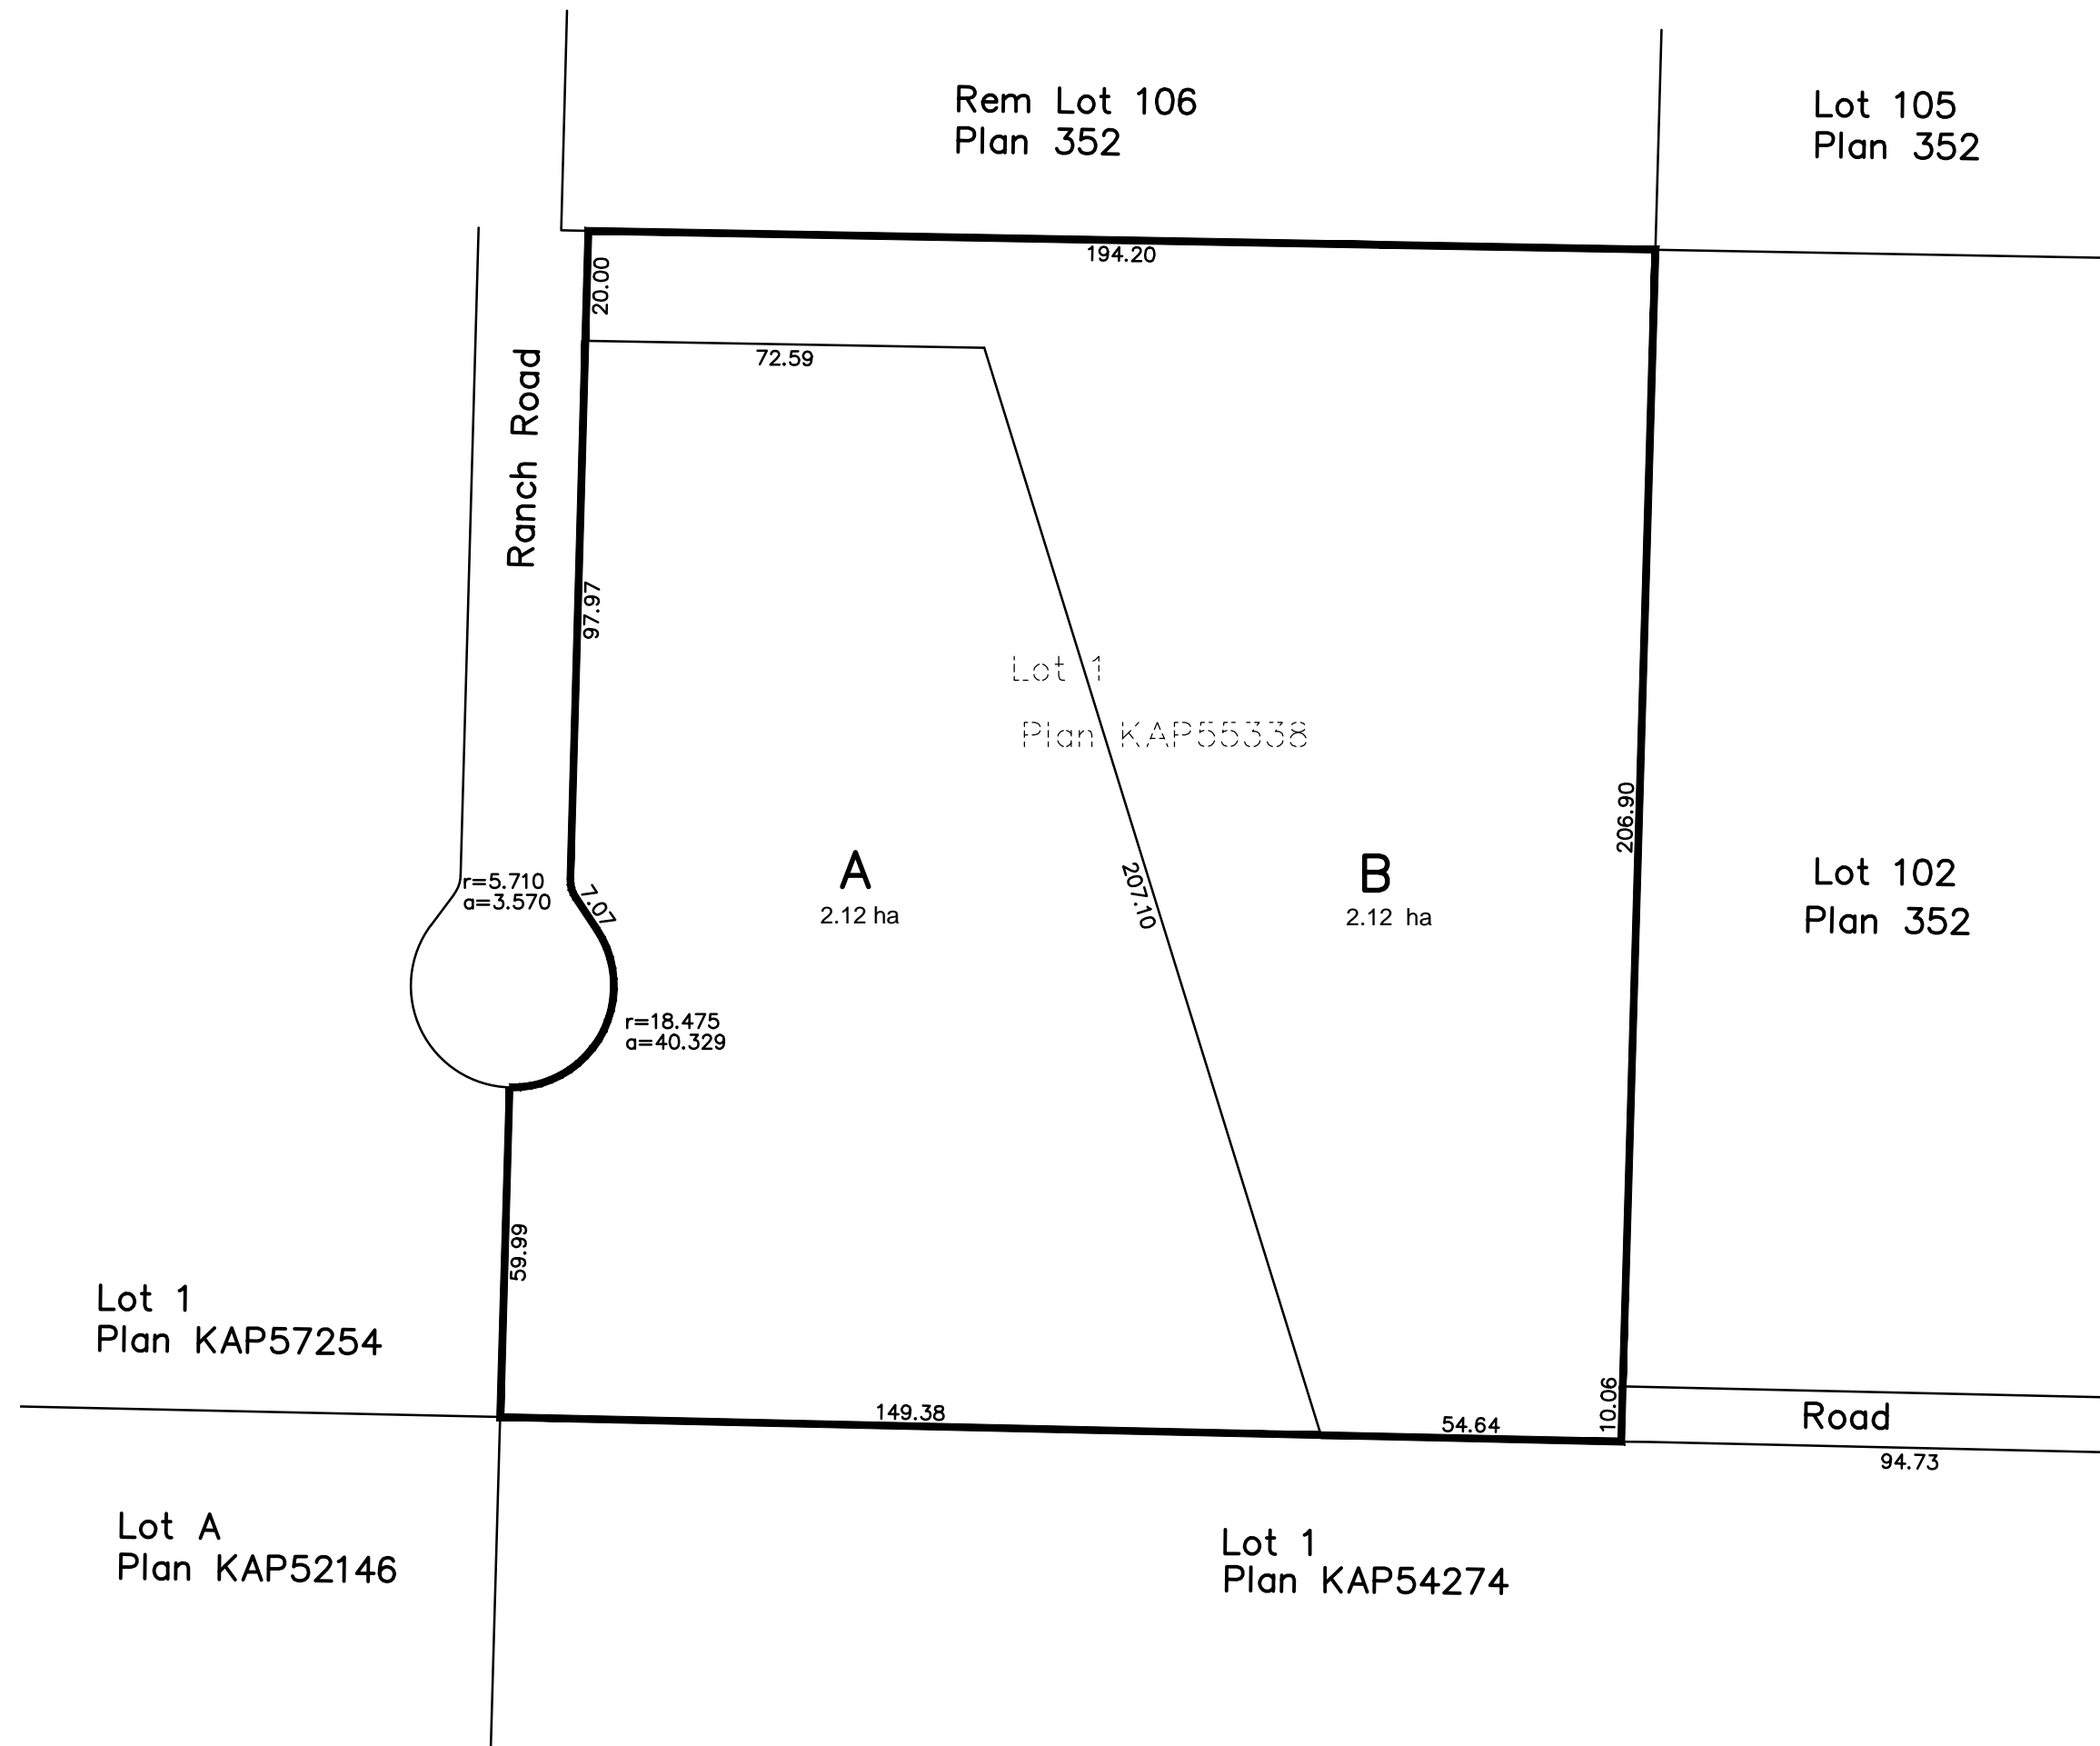 Rem Lot 106
Plan 352
Lot 105
Plan 352
194.20
20.00
72.59
Ranch Road
97.97
Lot 1
Plan KAP55338
206.90
A
2.12 ha
B
2.12 ha
207.10
Lot 102
Plan 352
r=5.710
a=3.570
7.07
r=18.475
a=40.329
59.99
Lot 1
Plan KAP57254
149.38
54.64
10.06
Road
94.73
Lot A
Plan KAP52146
Lot 1
Plan KAP54274